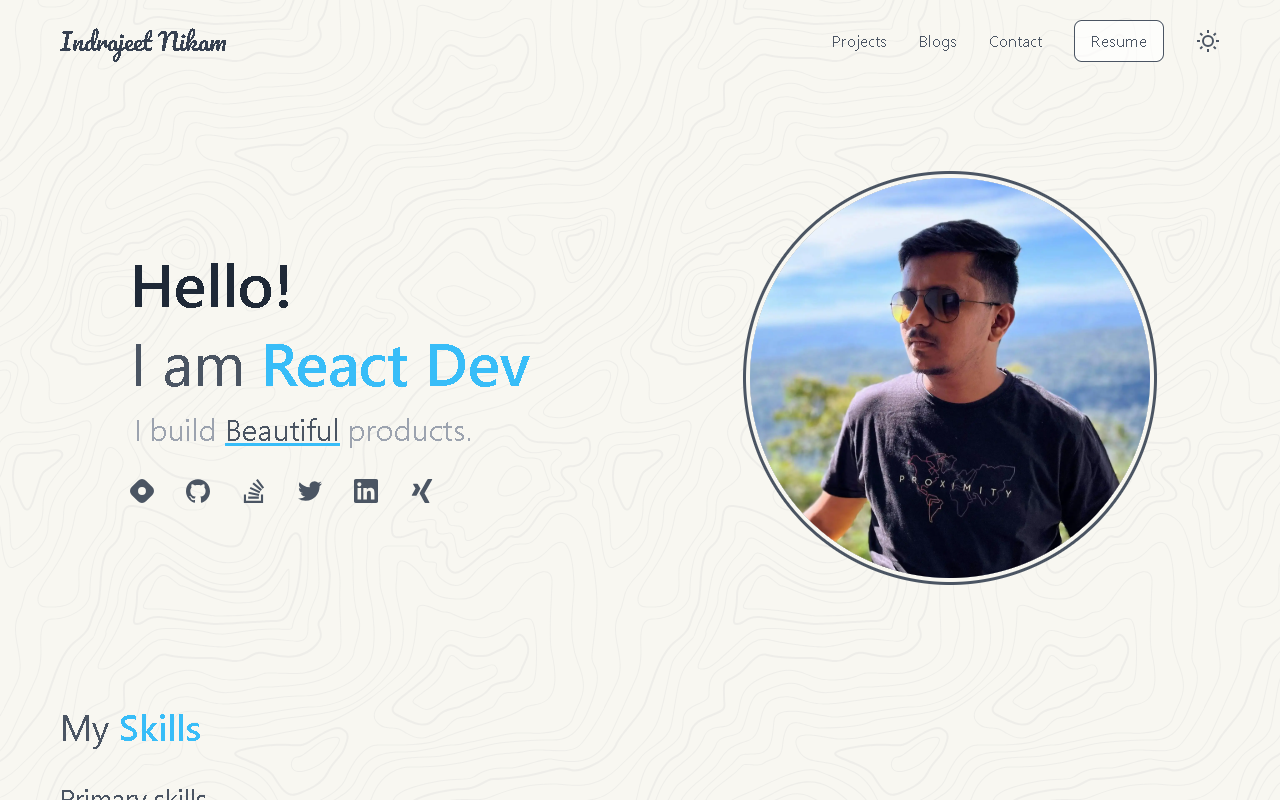 Indrajeet Nikam
Projects Blogs Contact Resume
Hello!
I am React Dev
I build Beautiful products.
PROXIMITY
My Skills
Primary skills